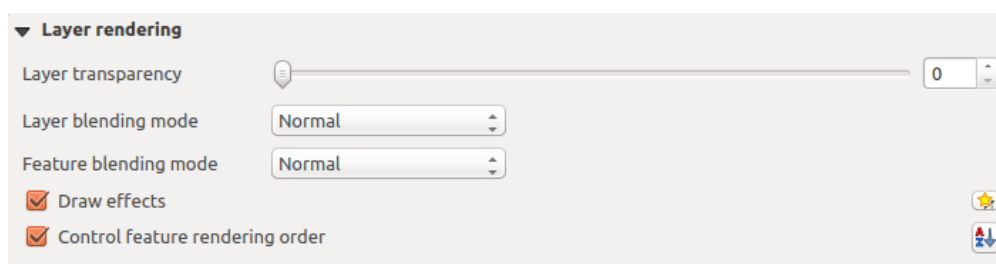 Layer rendering
Layer transparency 0
Layer blending mode Normal
Feature blending mode Normal
Draw effects
Control feature rendering order
A
Z